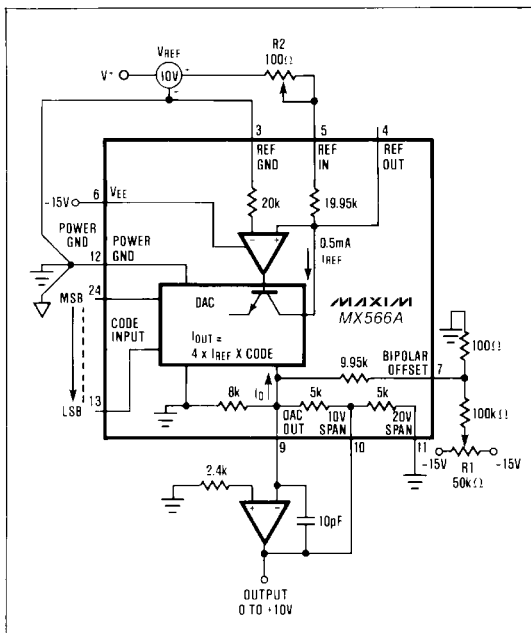 R2
100Ω
VREF
V+
10V
3
5
4
REF
GND
REF
IN
REF
OUT
6
VEE
-15V
20k
19.95k
POWER
GND
POWER
GND
12
0.5mA
IREF
MSB
24
DAC
MAXIM
MX566A
CODE
INPUT
IOUT =
4 x IREF X CODE
BIPOLAR
OFFSET
7
100Ω
9.95k
8k
IO
5k
5k
100kΩ
LSB
13
DAC
OUT
10V
SPAN
20V
SPAN
-15V
-15V
R1
50kΩ
9
10
11
2.4k
10pF
OUTPUT
0 TO +10V